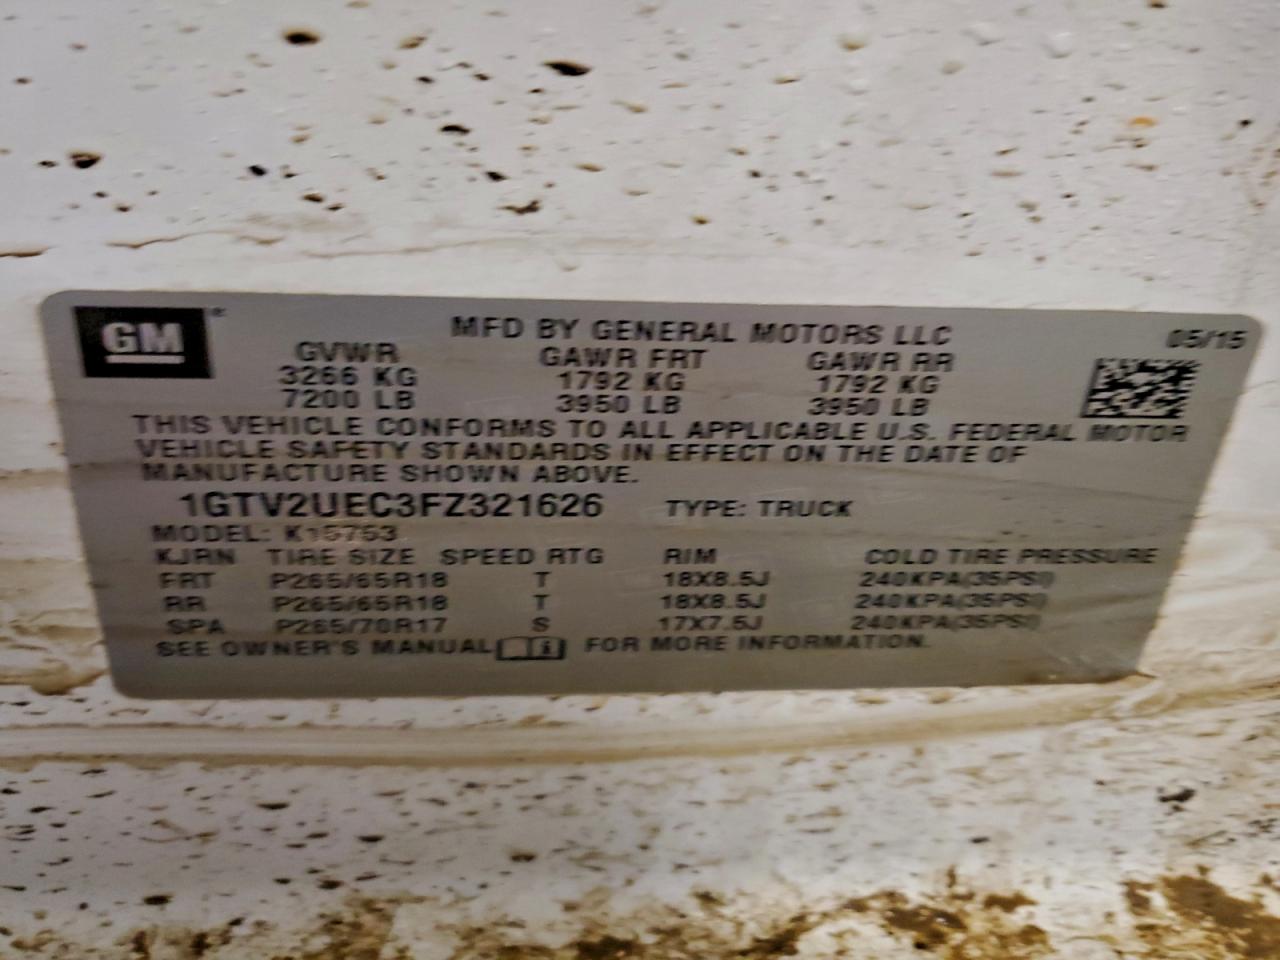 GM
MFD BY GENERAL MOTORS LLC 05/15
GVWR GAWR FRT GAWR RR
3266 KG 1792 KG 1792 KG
7200 LB 3950 LB 3950 LB
THIS VEHICLE CONFORMS TO ALL APPLICABLE U.S. FEDERAL MOTOR
VEHICLE SAFETY STANDARDS IN EFFECT ON THE DATE OF
MANUFACTURE SHOWN ABOVE.
1GTV2UEC3FZ321626 TYPE: TRUCK
MODEL: K15753
KJRN TIRE SIZE SPEED RTG RIM COLD TIRE PRESSURE
FRT P265/65R18 T 18X8.5J 240KPA(35PSI)
RR P265/65R18 T 18X8.5J 240KPA(35PSI)
SPA P265/70R17 S 17X7.5J 240KPA(35PSI)
SEE OWNER'S MANUAL FOR MORE INFORMATION.